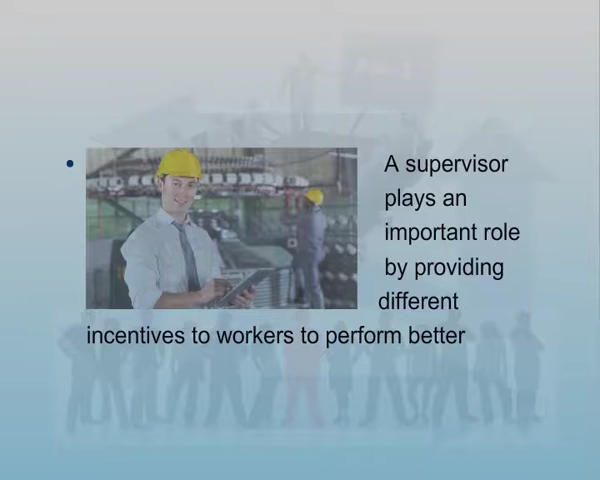 A supervisor
plays an
important role
by providing
different
incentives to workers to perform better